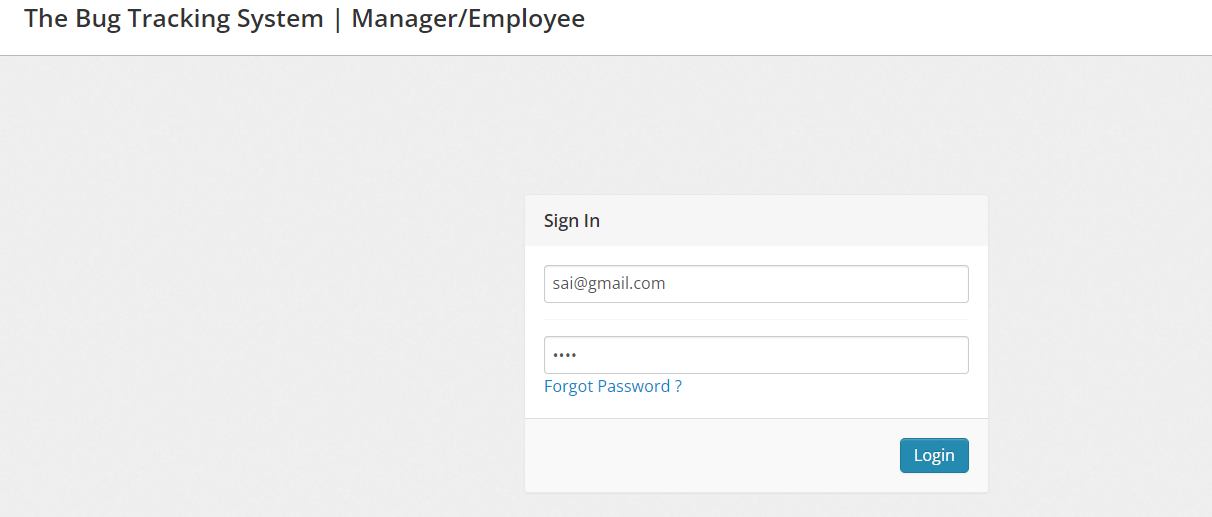 The Bug Tracking System | Manager/Employee
Sign In
sai@gmail.com
••••
Forgot Password ?
Login